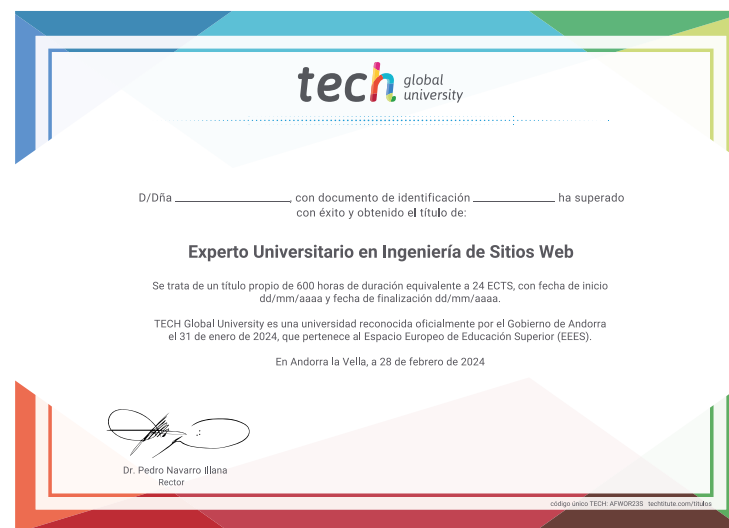 tech global university
D/Dña ______________, con documento de identificación __________ ha superado
con éxito y obtenido el título de:
Experto Universitario en Ingeniería de Sitios Web
Se trata de un título propio de 600 horas de duración equivalente a 24 ECTS, con fecha de inicio
dd/mm/aaaa y fecha de finalización dd/mm/aaaa.
TECH Global University es una universidad reconocida oficialmente por el Gobierno de Andorra
el 31 de enero de 2024, que pertenece al Espacio Europeo de Educación Superior (EEES).
En Andorra la Vella, a 28 de febrero de 2024
Dr. Pedro Navarro Illana
Rector
código único TECH: AFWOR235 techtitute.com/titulos